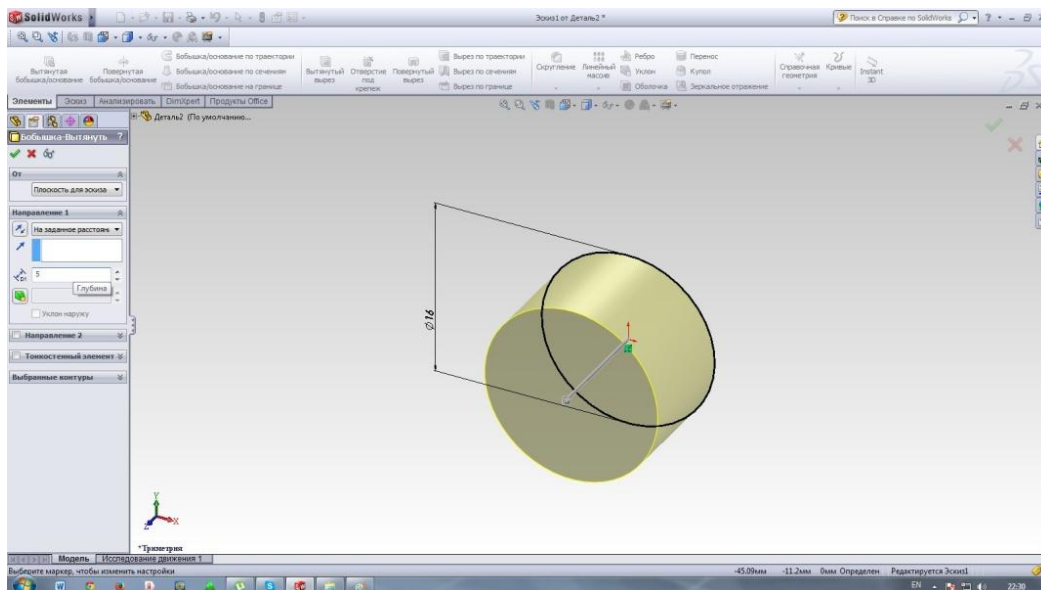 SolidWorks
Эскиз1 от Деталь2 *
Поиск в Справке по SolidWorks
Вытянутая бобышка/основание
Повернутая бобышка/основание
Бобышка/основание по траектории
Бобышка/основание по сечениям
Бобышка/основание на границе
Вытянутый вырез
Отверстие под крепеж
Повернутый вырез
Вырез по траектории
Вырез по сечениям
Вырез по границе
Скругление
Линейный массив
Ребро
Уклон
Оболочка
Перенос
Купол
Зеркальное отражение
Справочная геометрия
Кривые
Instant 3D
Элементы Эскиз Анализировать DimXpert Продукты Office
Деталь2 (По умолчанию...
Бобышка-Вытянуть ?
От
Плоскость для эскиза
Направление 1
На заданное расстояни
5
Глубина
Уклон наружу
Направление 2
Тонкостенный элемент
Выбранные контуры
Ø16
Y
X
Z
*Триметрия
Модель Исследование движения 1
Выберите маркер, чтобы изменить настройки
-45.09мм -11.2мм 0мм Определен Редактируется Эскиз1
EN 22:30